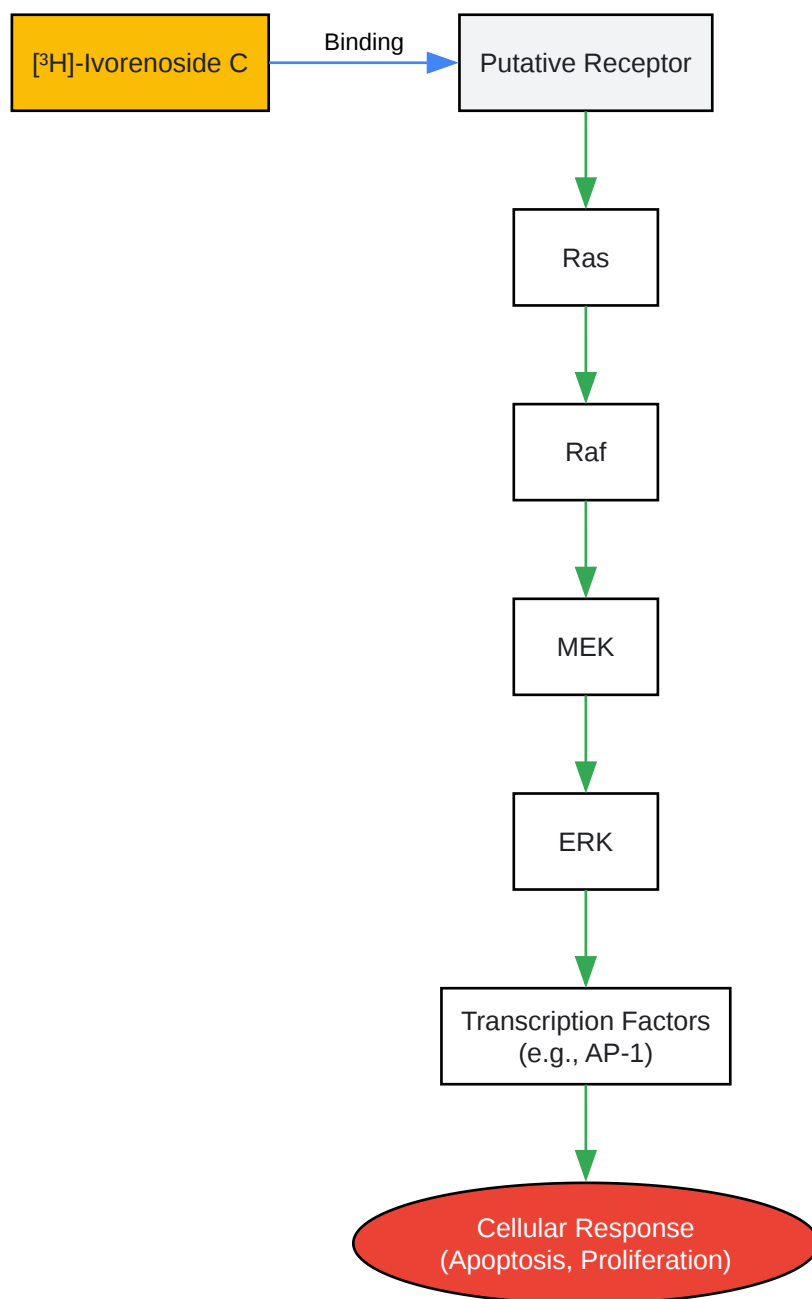 [³H]-Ivorenoside C
Binding
Putative Receptor
Ras
Raf
MEK
ERK
Transcription Factors
(e.g., AP-1)
Cellular Response
(Apoptosis, Proliferation)